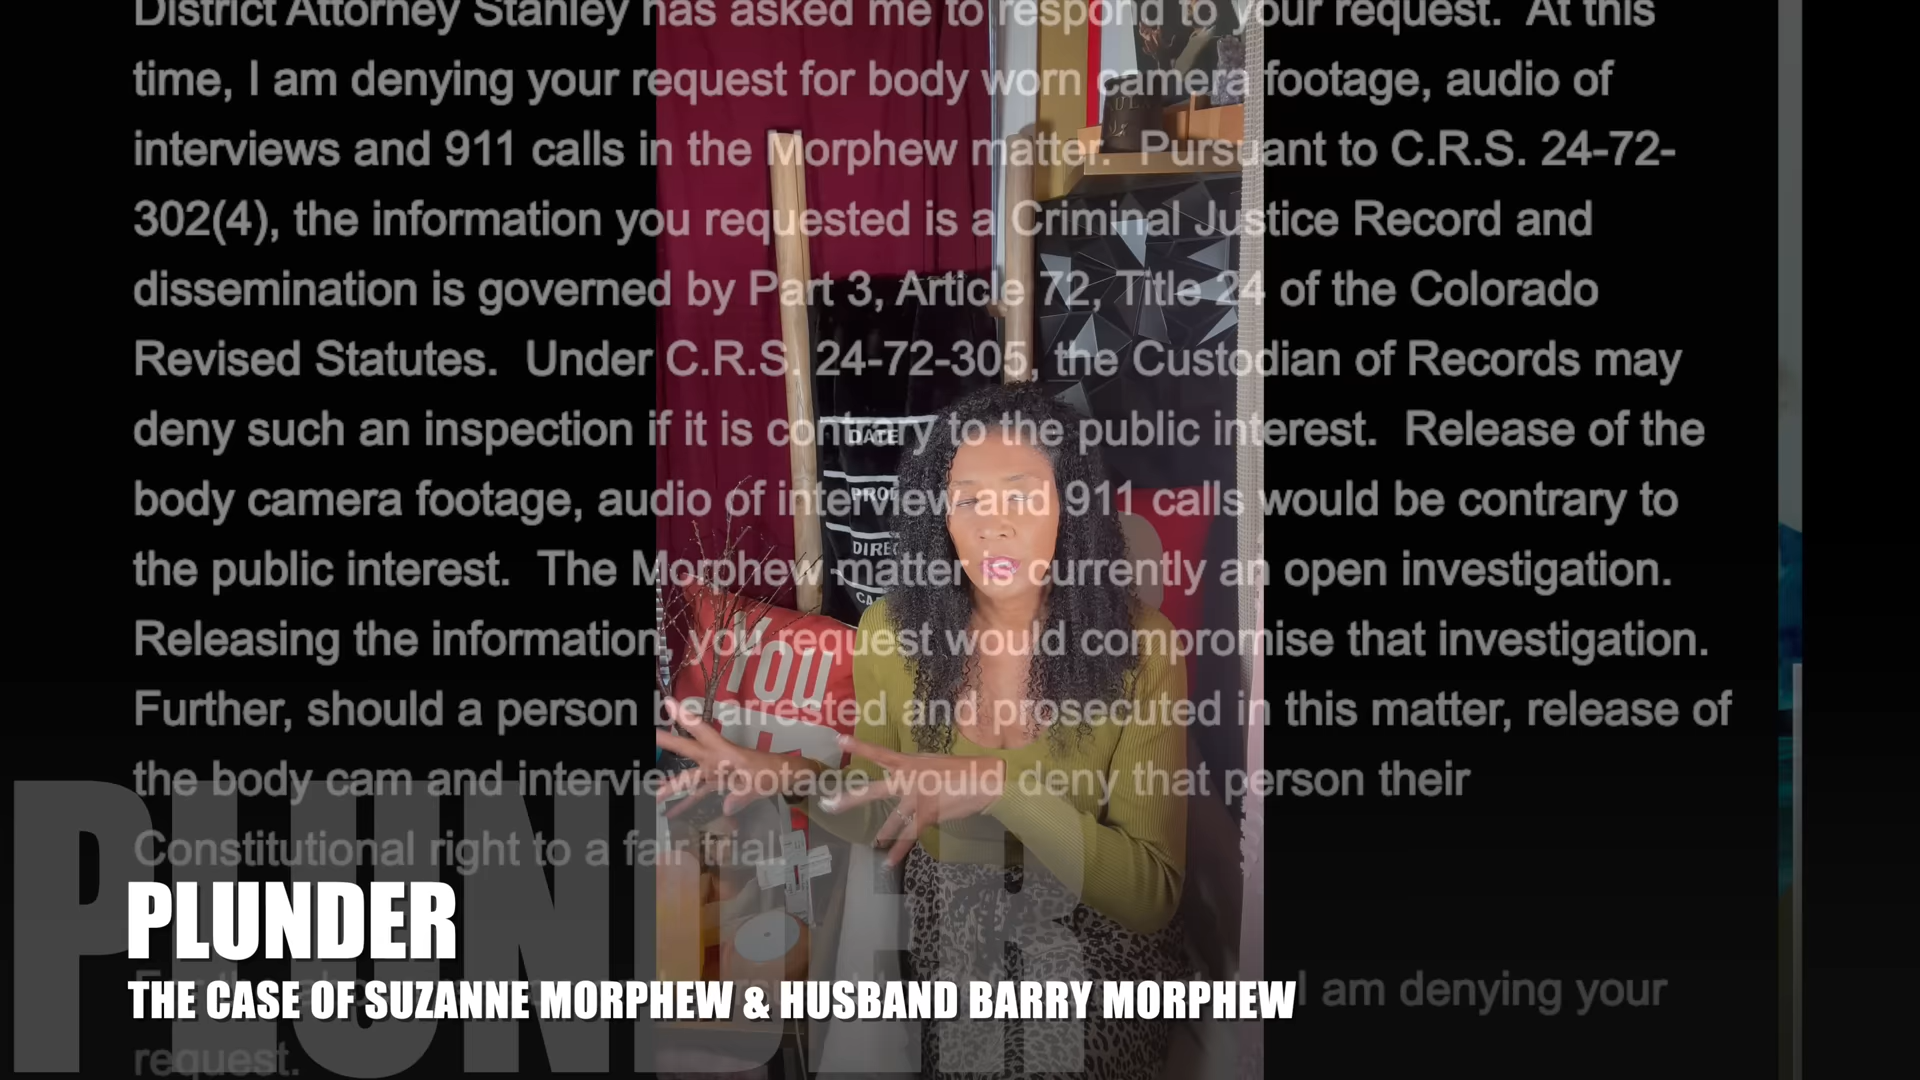 District Attorney Stanley has asked me to respond to your request. At this
time, I am denying your request for body worn camera footage, audio of
interviews and 911 calls in the Morphew matter. Pursuant to C.R.S. 24-72-
302(4), the information you requested is a Criminal Justice Record and
dissemination is governed by Part 3, Article 72, Title 24 of the Colorado
Revised Statutes. Under C.R.S. 24-72-305, the Custodian of Records may
deny such an inspection if it is contrary to the public interest. Release of the
body camera footage, audio of interview and 911 calls would be contrary to
the public interest. The Morphew matter is currently an open investigation.
Releasing the information you request would compromise that investigation.
Further, should a person be arrested and prosecuted in this matter, release of
the body cam and interview footage would deny that person their
Constitutional right to a fair trial.
I am denying your
request.
DATE
You
PLUNDER
PLUNDER
THE CASE OF SUZANNE MORPHEW & HUSBAND BARRY MORPHEW